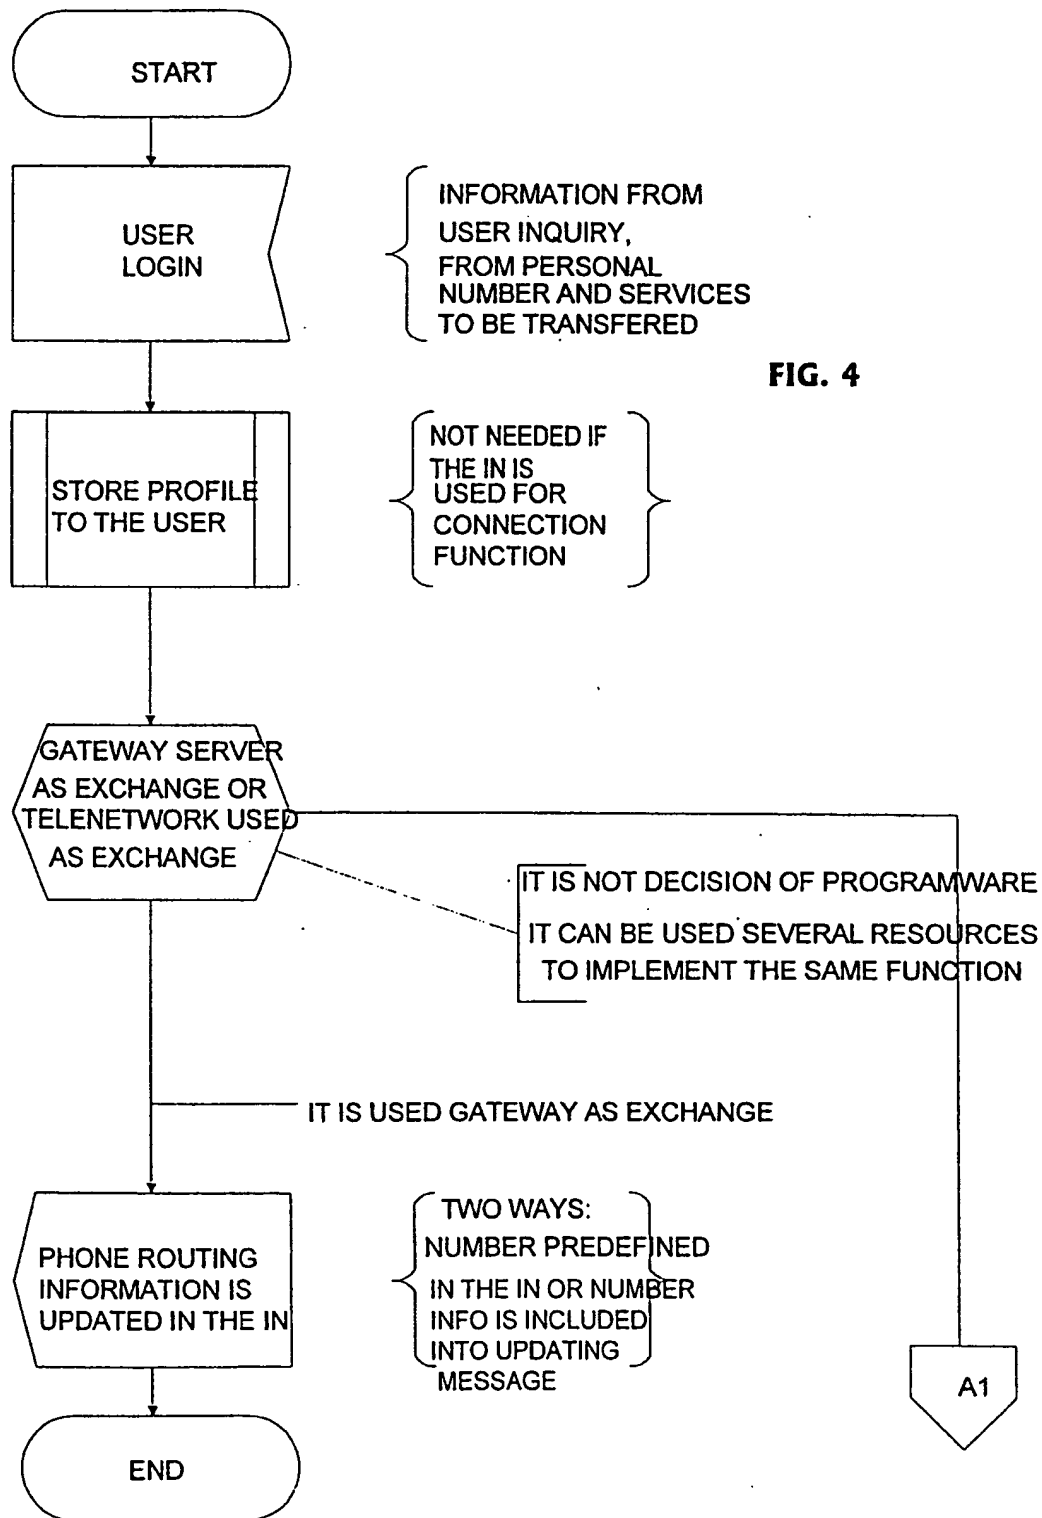 START
USER
LOGIN
INFORMATION FROM
USER INQUIRY,
FROM PERSONAL
NUMBER AND SERVICES
TO BE TRANSFERED
FIG. 4
STORE PROFILE
TO THE USER
NOT NEEDED IF
THE IN IS
USED FOR
CONNECTION
FUNCTION
GATEWAY SERVER
AS EXCHANGE OR
TELENETWORK USED
AS EXCHANGE
IT IS NOT DECISION OF PROGRAMWARE
IT CAN BE USED SEVERAL RESOURCES
TO IMPLEMENT THE SAME FUNCTION
IT IS USED GATEWAY AS EXCHANGE
PHONE ROUTING
INFORMATION IS
UPDATED IN THE IN
TWO WAYS:
NUMBER PREDEFINED
IN THE IN OR NUMBER
INFO IS INCLUDED
INTO UPDATING
MESSAGE
A1
END